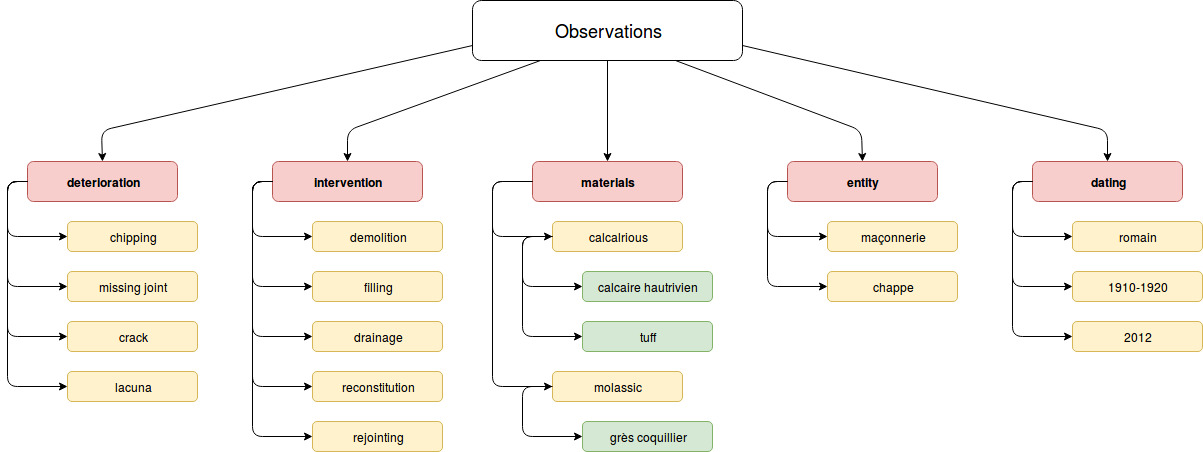 Observations
deterioration
chipping
missing joint
crack
lacuna
intervention
demolition
filling
drainage
reconstitution
rejointing
materials
calcalrious
calcaire hautrivien
tuff
molassic
grès coquillier
entity
maçonnerie
chappe
dating
romain
1910-1920
2012